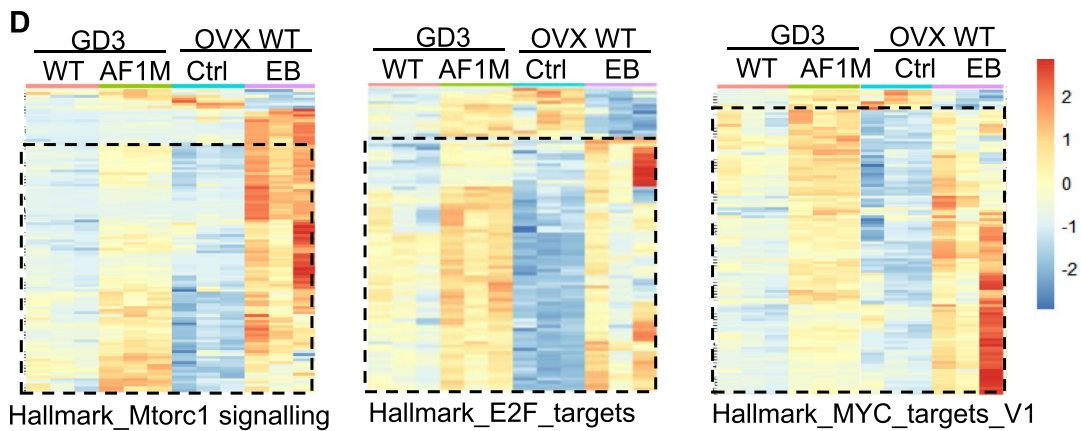 D
GD3 OVX WT
WT AF1M Ctrl EB
GD3 OVX WT
WT AF1M Ctrl EB
GD3 OVX WT
WT AF1M Ctrl EB
2
1
0
-1
-2
Hallmark_Mtorc1 signalling
Hallmark_E2F_targets
Hallmark_MYC_targets_V1